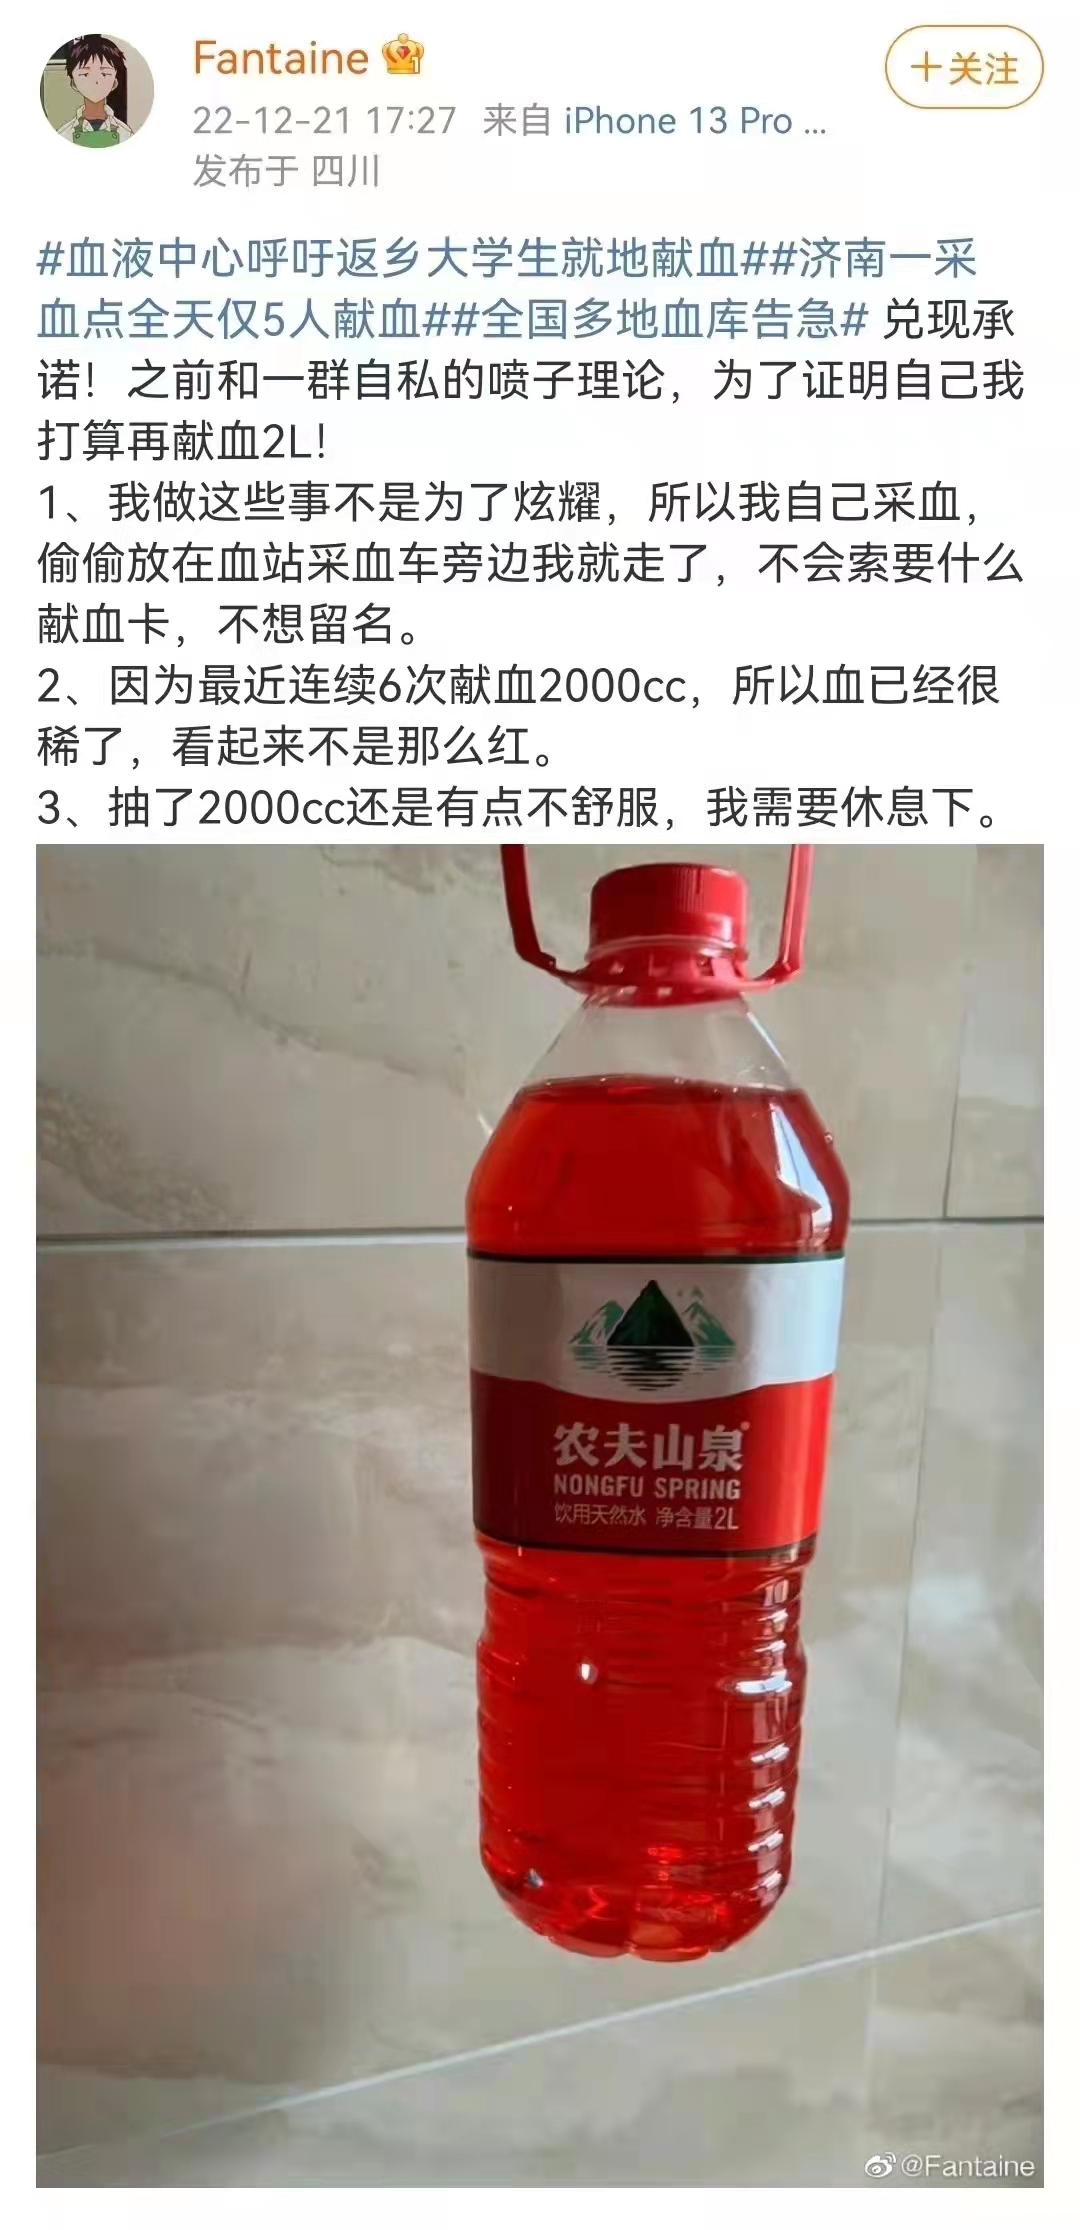 Fantaine
+关注
22-12-21 17:27 来自 iPhone 13 Pro ...
发布于 四川
#血液中心呼吁返乡大学生就地献血##济南一采
血点全天仅5人献血##全国多地血库告急# 兑现承
诺！之前和一群自私的喷子理论，为了证明自己我
打算再献血2L！
1、我做这些事不是为了炫耀，所以我自己采血，
偷偷放在血站采血车旁边我就走了，不会索要什么
献血卡，不想留名。
2、因为最近连续6次献血2000cc，所以血已经很
稀了，看起来不是那么红。
3、抽了2000cc还是有点不舒服，我需要休息下。
农夫山泉
NONGFU SPRING
饮用天然水 净含量2L
@Fantaine